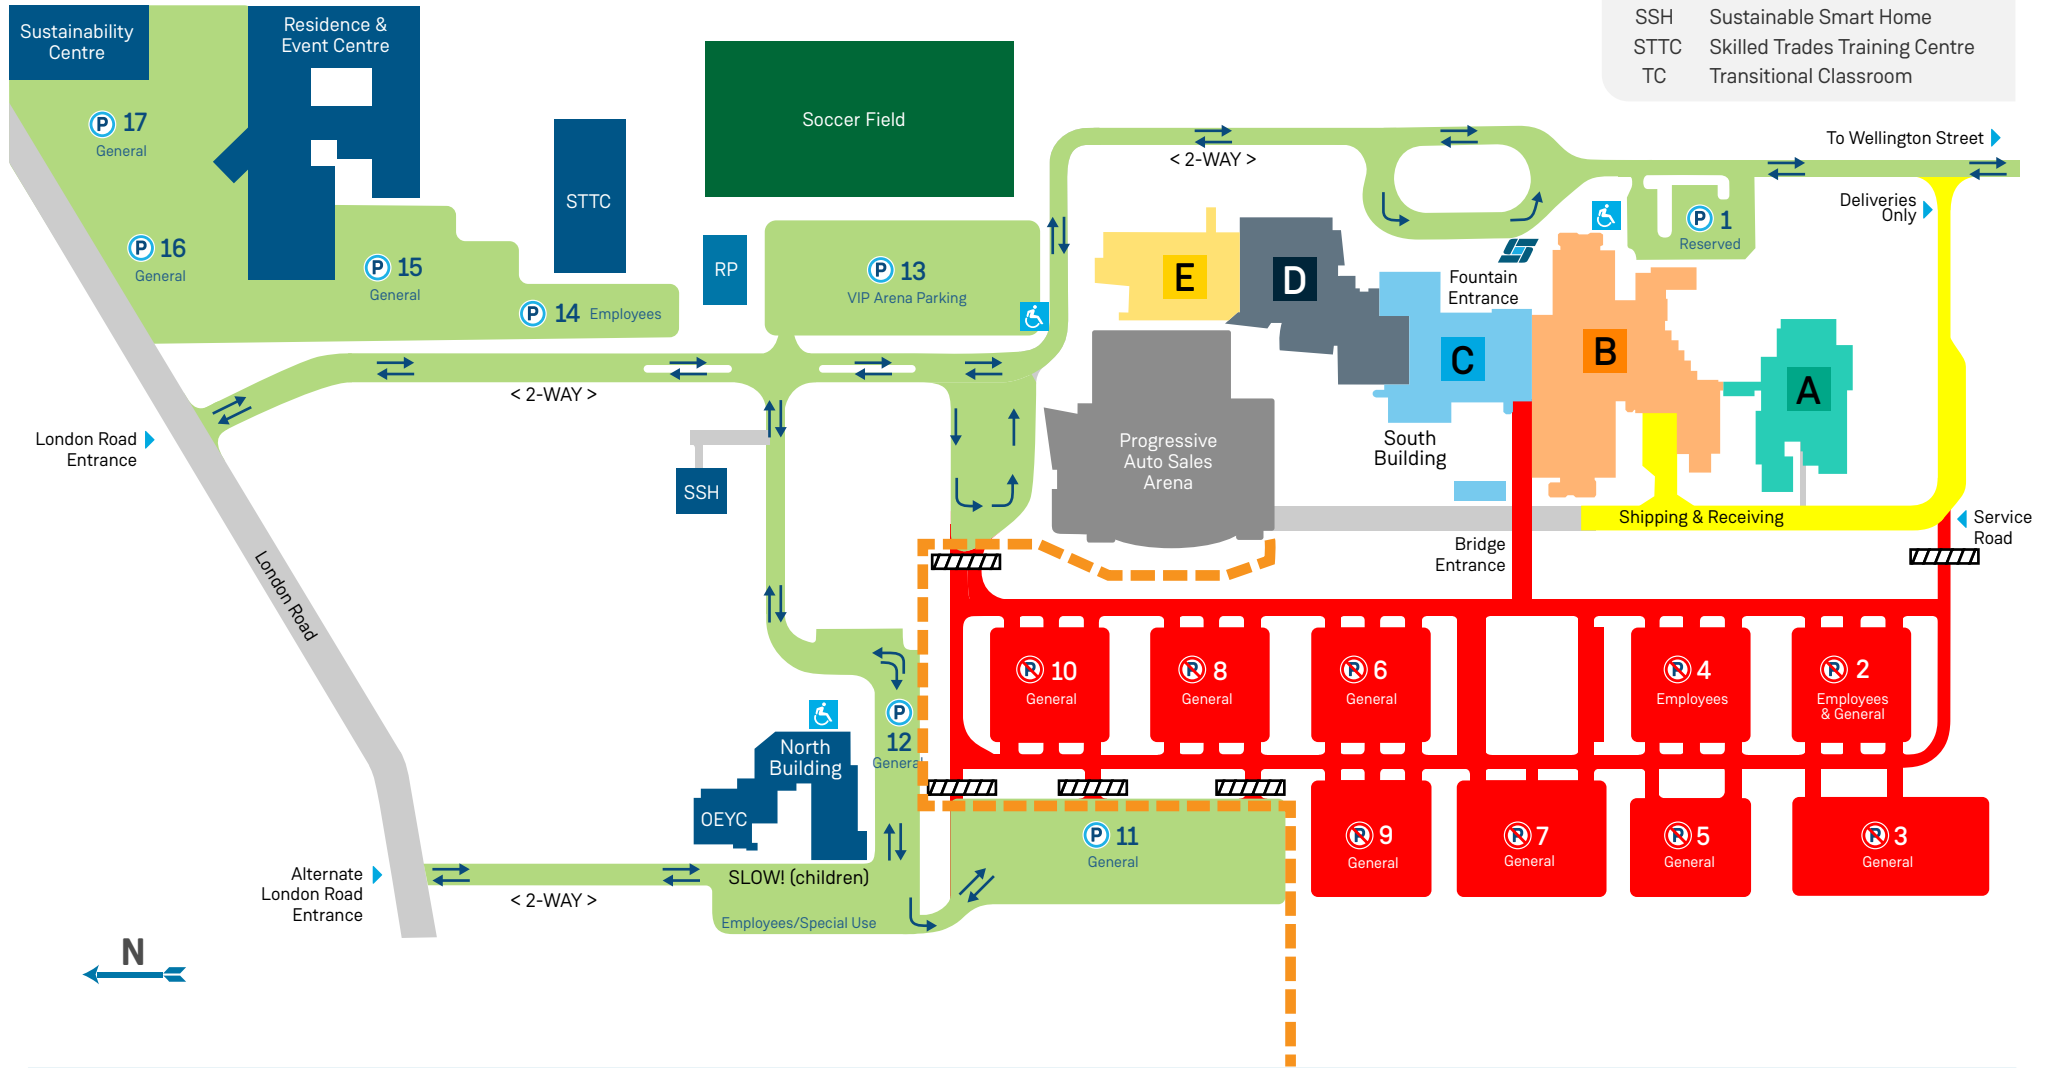 SSH Sustainable Smart Home
STTC Skilled Trades Training Centre
TC Transitional Classroom
Sustainability
Centre
Residence &
Event Centre
P 17
General
P 16
General
P 15
General
P 14 Employees
STTC
RP
Soccer Field
P 13
VIP Arena Parking
< 2-WAY >
To Wellington Street
Deliveries
Only
P 1
Reserved
Fountain
Entrance
E
D
C
B
A
South
Building
Progressive
Auto Sales
Arena
< 2-WAY >
London Road
Entrance
SSH
London Road
Shipping & Receiving
Service
Road
Bridge
Entrance
P 10
General
P 8
General
P 6
General
P 4
Employees
P 2
Employees
& General
P
12
General
North
Building
OEYC
P 11
General
P 9
General
P 7
General
P 5
General
P 3
General
Alternate
London Road
Entrance
SLOW! (children)
< 2-WAY >
Employees/Special Use
N